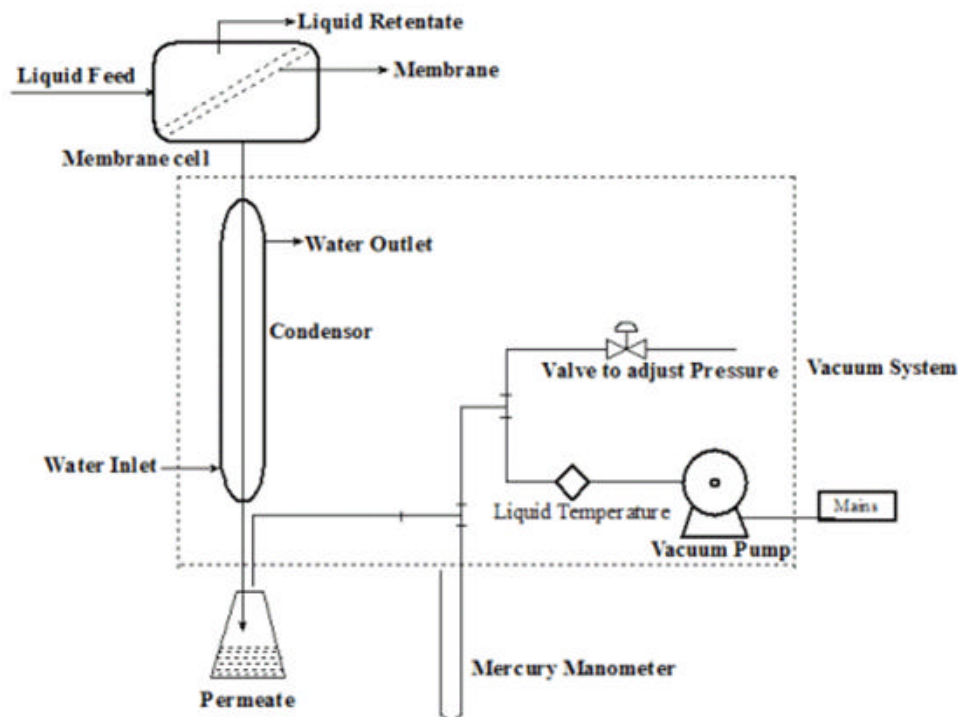 Liquid Retentate
Liquid Feed
Membrane
Membrane cell
Water Outlet
Condensor
Valve to adjust Pressure
Vacuum System
Water Inlet
Liquid Temperature
Mains
Vacuum Pump
Mercury Manometer
Permeate